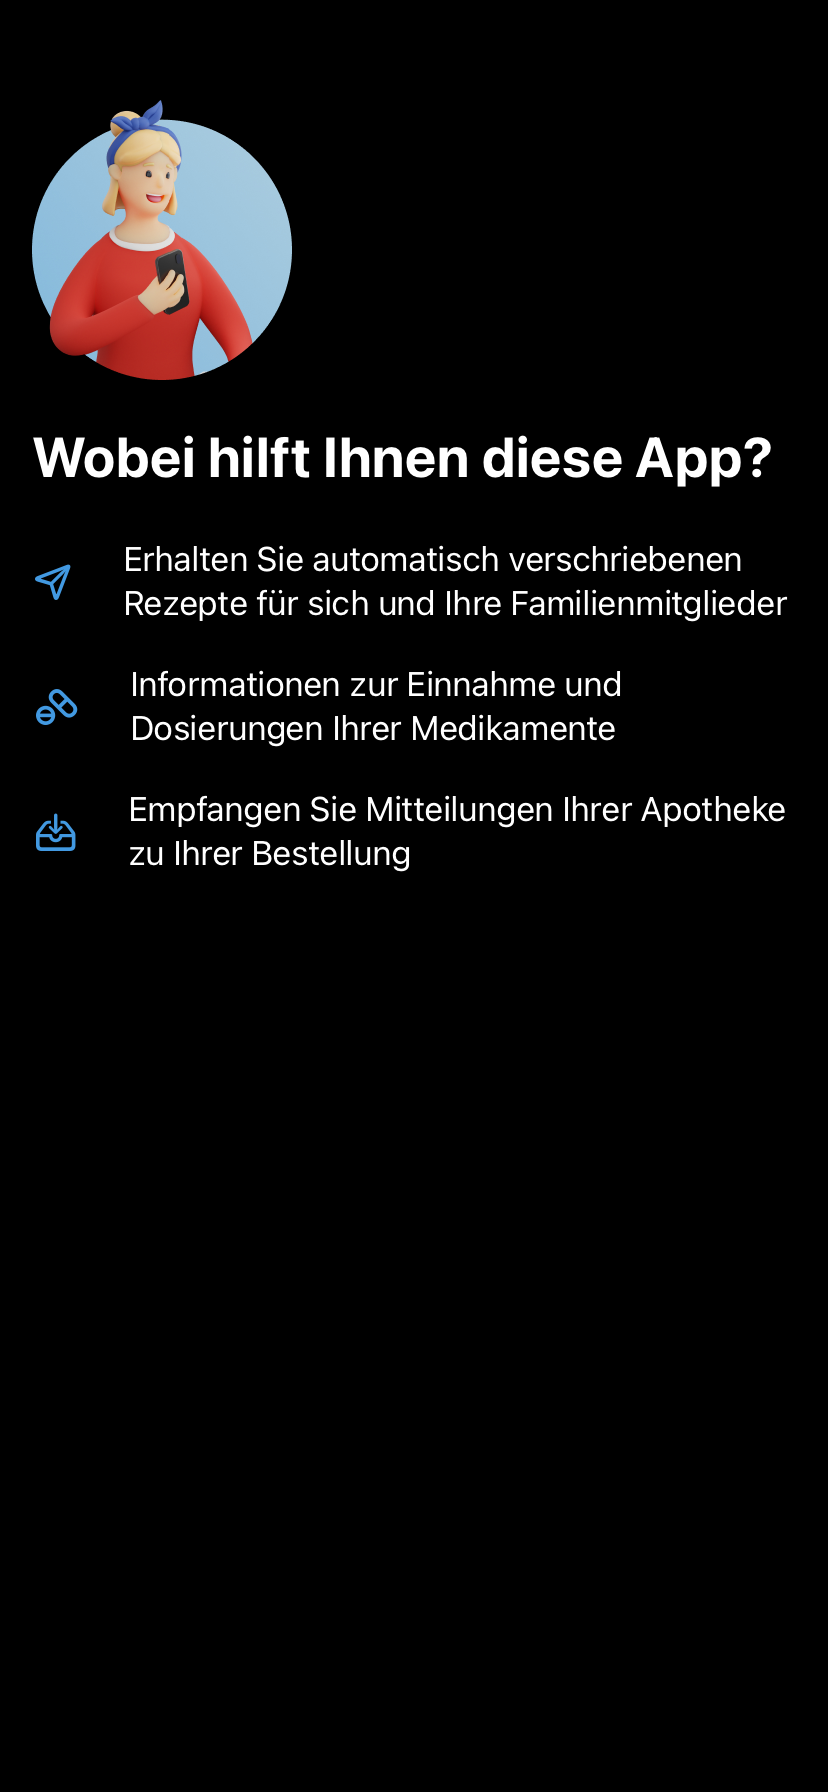 Wobei hilft Ihnen diese App?
Erhalten Sie automatisch verschriebenen
Rezepte für sich und Ihre Familienmitglieder
Informationen zur Einnahme und
Dosierungen Ihrer Medikamente
Empfangen Sie Mitteilungen Ihrer Apotheke
zu Ihrer Bestellung